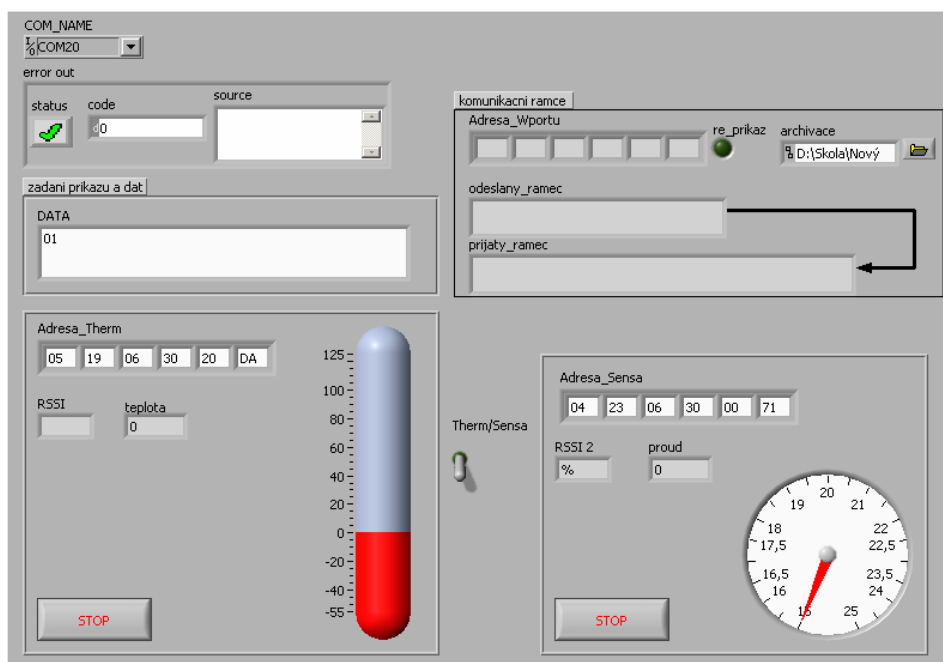 COM_NAME
COM20
error out
status
code
source
d0
zadani prikazu a dat
DATA
01
komunikacni ramce
Adresa_Wportu
re_prikaz
archivace
D:\Skola\Nový
odeslany_ramec
prijaty_ramec
Adresa_Therm
05 19 06 30 20 DA
RSSI
teplota
0
125
100
80
60
40
20
0
-20
-40
-55
STOP
Therm/Sensa
Adresa_Sensa
04 23 06 30 00 71
RSSI 2
proud
%
0
20
19
21
18
22
17,5
22,5
16,5
23,5
16
24
15
25
STOP